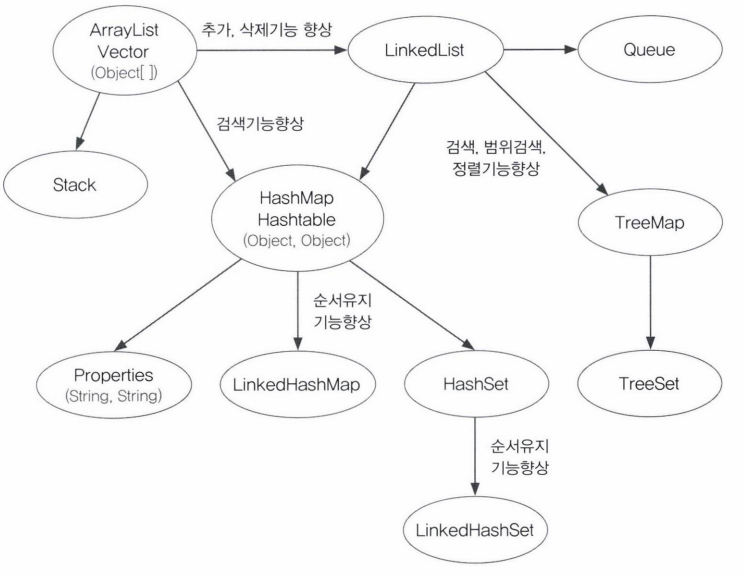 ArrayList
Vector
(Object[ ])
추가, 삭제기능 향상
LinkedList
Queue
검색기능향상
검색, 범위검색,
정렬기능향상
Stack
HashMap
Hashtable
(Object, Object)
TreeMap
순서유지
기능향상
Properties
(String, String)
LinkedHashMap
HashSet
TreeSet
순서유지
기능향상
LinkedHashSet